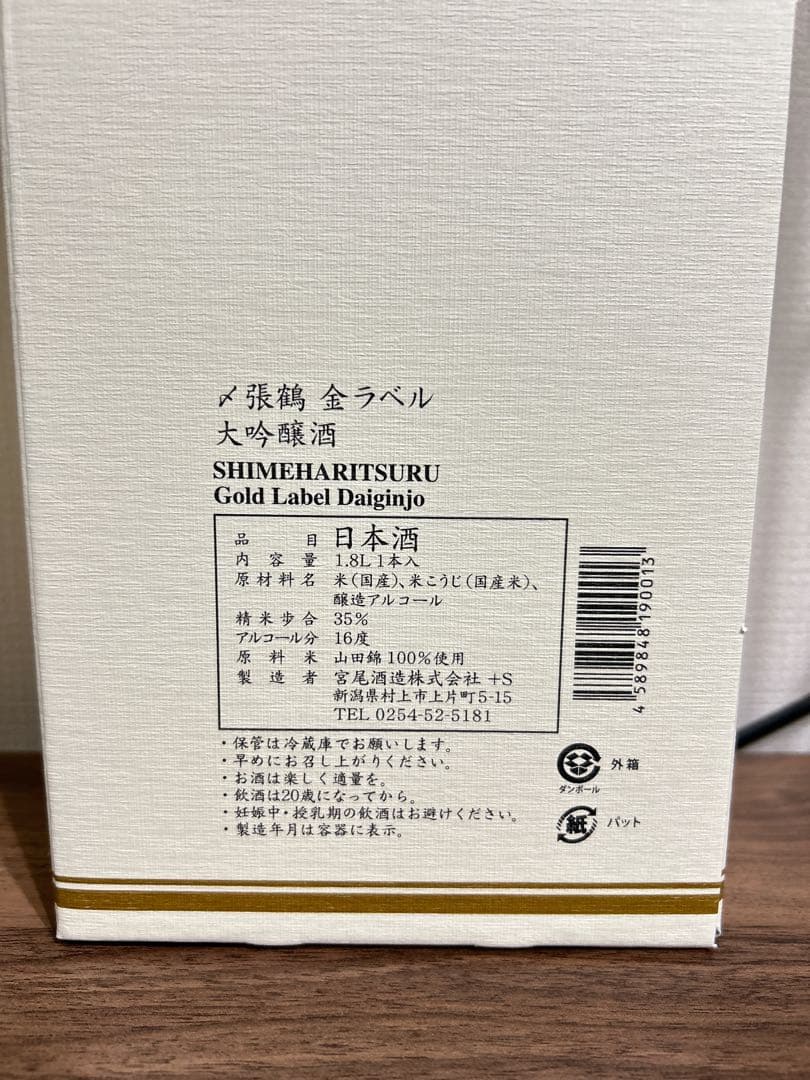 〆張鶴 金ラベル
大吟醸酒
SHIMEHARITSURU
Gold Label Daiginjo
品目 日本酒
内容量 1.8L 1本入
原材料名 米(国産)、米こうじ(国産米)、
醸造アルコール
精米歩合 35%
アルコール分 16度
原料米 山田錦100%使用
製造者 宮尾酒造株式会社 +S
新潟県村上市上片町5-15
TEL 0254-52-5181
・保管は冷蔵庫でお願いします。
・早めにお召し上がりください。
・お酒は楽しく適量を。
・飲酒は20歳になってから。
・妊娠中・授乳期の飲酒はお避けください。
・製造年月は容器に表示。
4 589848 190013
外箱
ダンボール
紙 パット